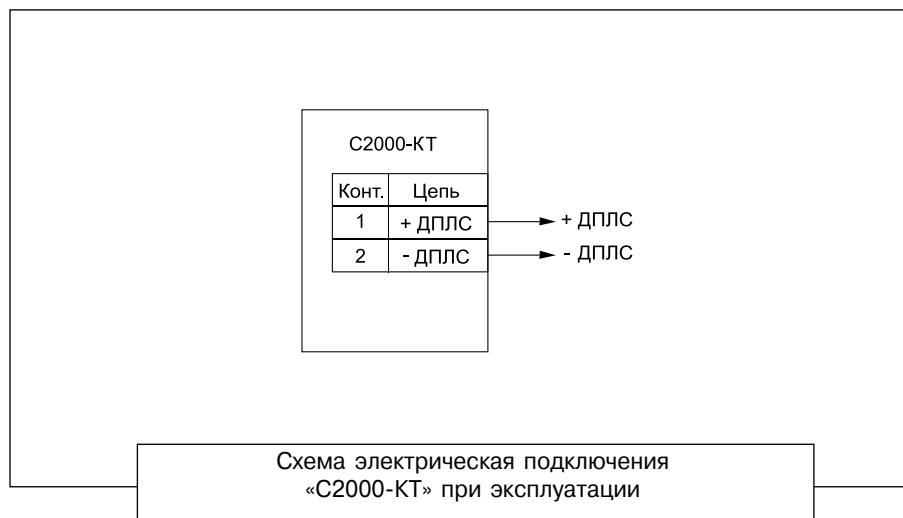 С2000-КТ
Конт. Цепь
1 + ДПЛС + ДПЛС
2 - ДПЛС - ДПЛС
Схема электрическая подключения
«С2000-КТ» при эксплуатации